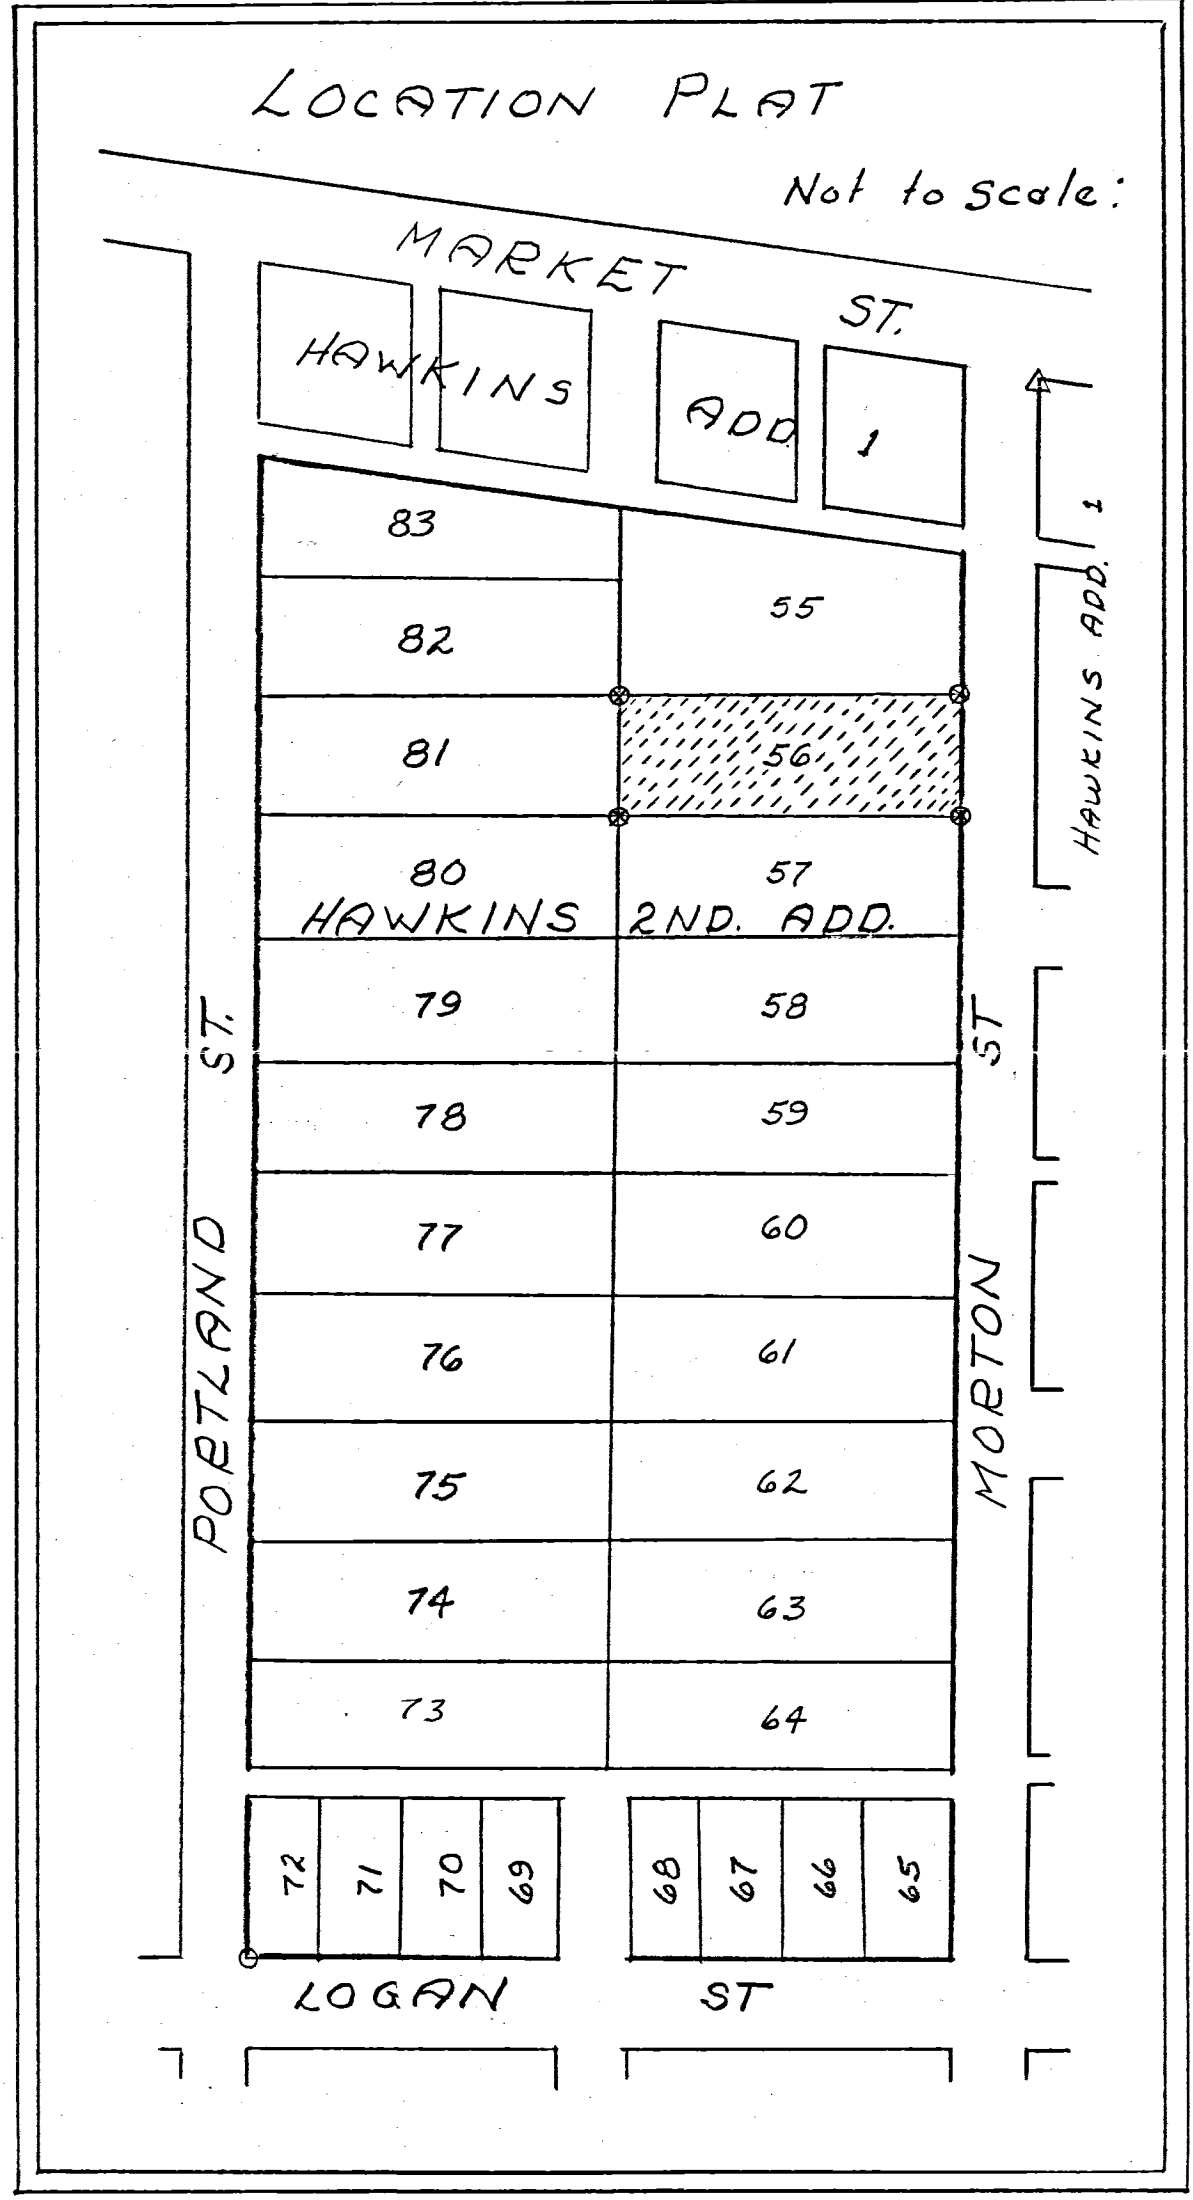 LOCATION PLAT
Not to scale:
MARKET ST.
HAWKINS ADD. 1
HAWKINS ADD. 1
83
55
82
81
56
80
57
HAWKINS 2ND. ADD.
79
58
78
59
77
60
76
61
75
62
74
63
73
64
PORTLAND ST.
MORTON ST
72 71 70 69 68 67 66 65
LOGAN ST